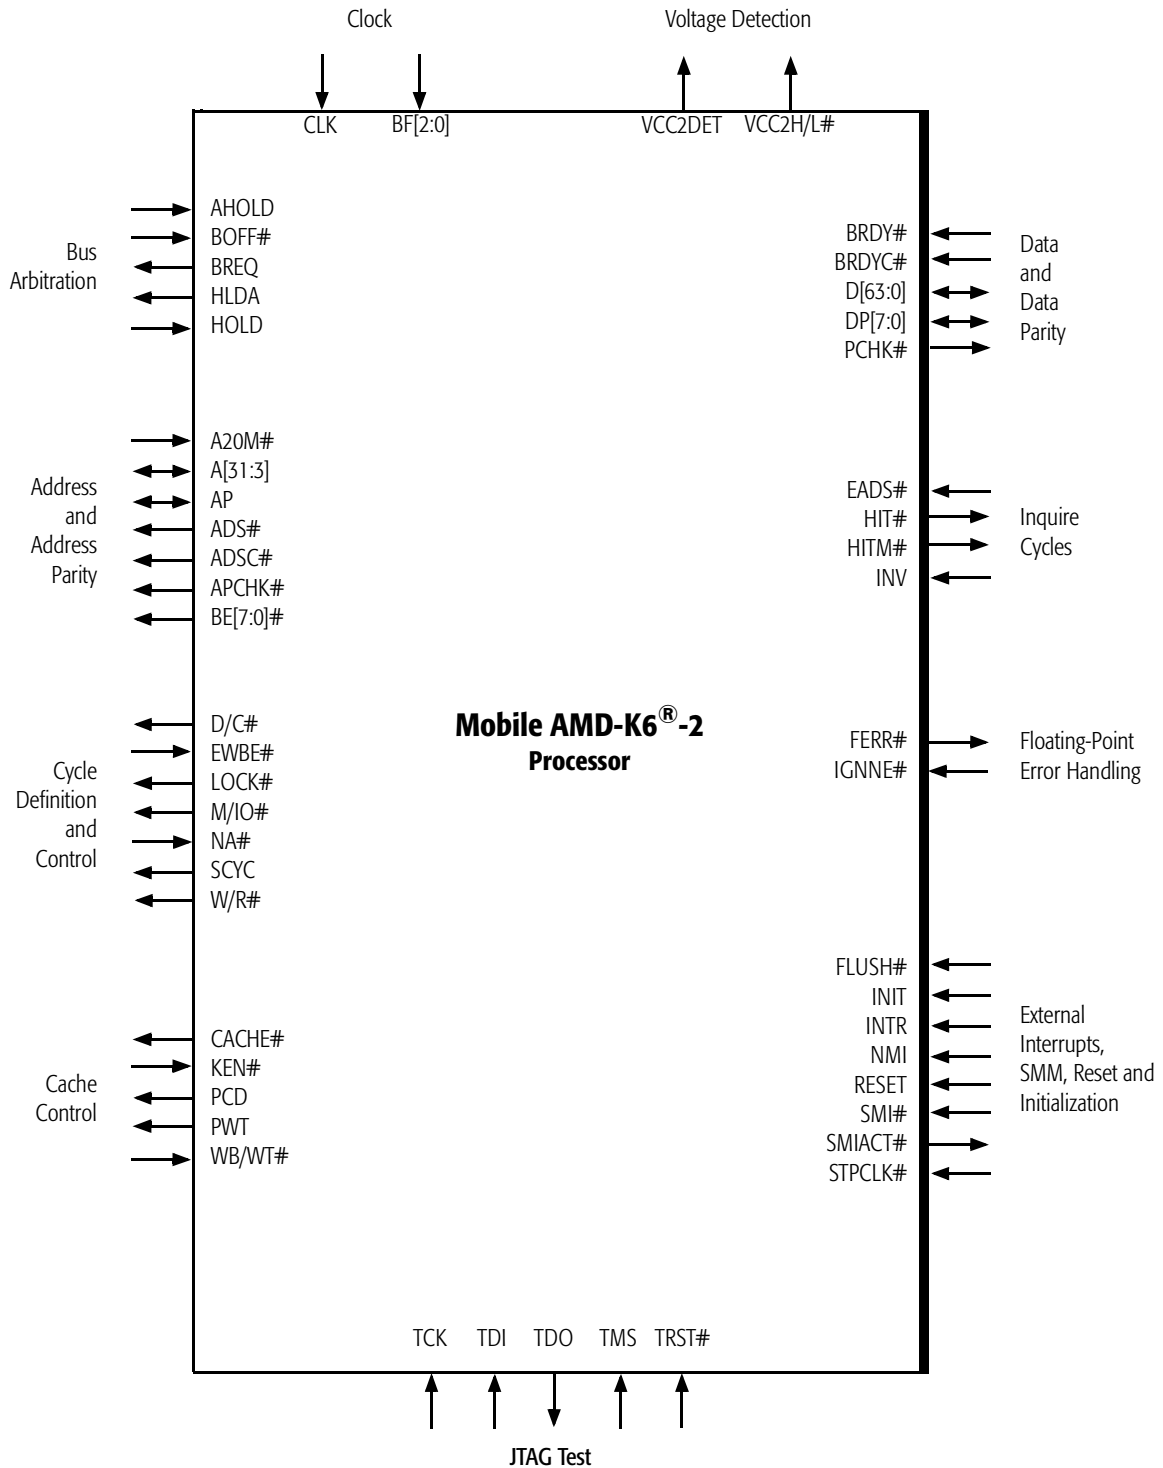 Clock
Voltage Detection
CLK
BF[2:0]
VCC2DET
VCC2H/L#
Bus
Arbitration
AHOLD
BOFF#
BREQ
HLDA
HOLD
BRDY#
BRDYC#
D[63:0]
DP[7:0]
PCHK#
Data
and
Data
Parity
Address
and
Address
Parity
A20M#
A[31:3]
AP
ADS#
ADSC#
APCHK#
BE[7:0]#
EADS#
HIT#
HITM#
INV
Inquire
Cycles
Mobile AMD-K6®-2
Processor
Cycle
Definition
and
Control
D/C#
EWBE#
LOCK#
M/IO#
NA#
SCYC
W/R#
FERR#
IGNNE#
Floating-Point
Error Handling
Cache
Control
CACHE#
KEN#
PCD
PWT
WB/WT#
FLUSH#
INIT
INTR
NMI
RESET
SMI#
SMIACT#
STPCLK#
External
Interrupts,
SMM, Reset and
Initialization
TCK
TDI
TDO
TMS
TRST#
JTAG Test